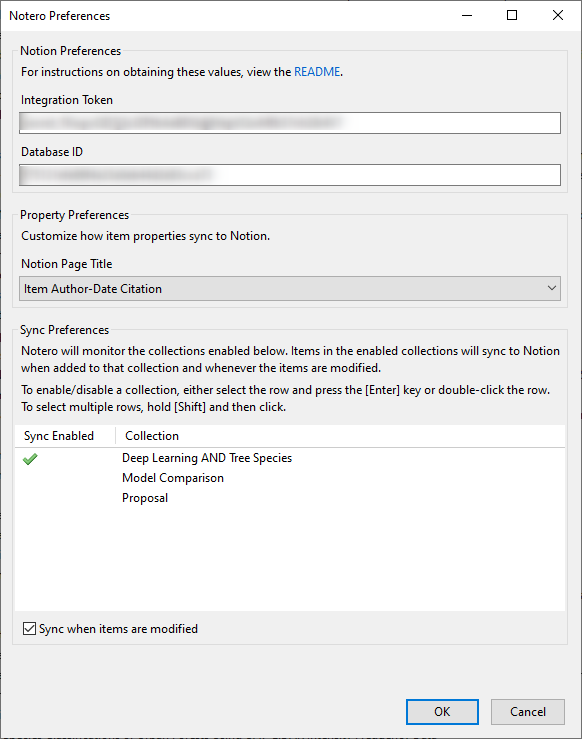 Notero Preferences
Notion Preferences
For instructions on obtaining these values, view the README.
Integration Token
Database ID
Property Preferences
Customize how item properties sync to Notion.
Notion Page Title
Item Author-Date Citation
Sync Preferences
Notero will monitor the collections enabled below. Items in the enabled collections will sync to Notion
when added to that collection and whenever the items are modified.
To enable/disable a collection, either select the row and press the [Enter] key or double-click the row.
To select multiple rows, hold [Shift] and then click.
Sync Enabled Collection
Deep Learning AND Tree Species
Model Comparison
Proposal
Sync when items are modified
OK Cancel